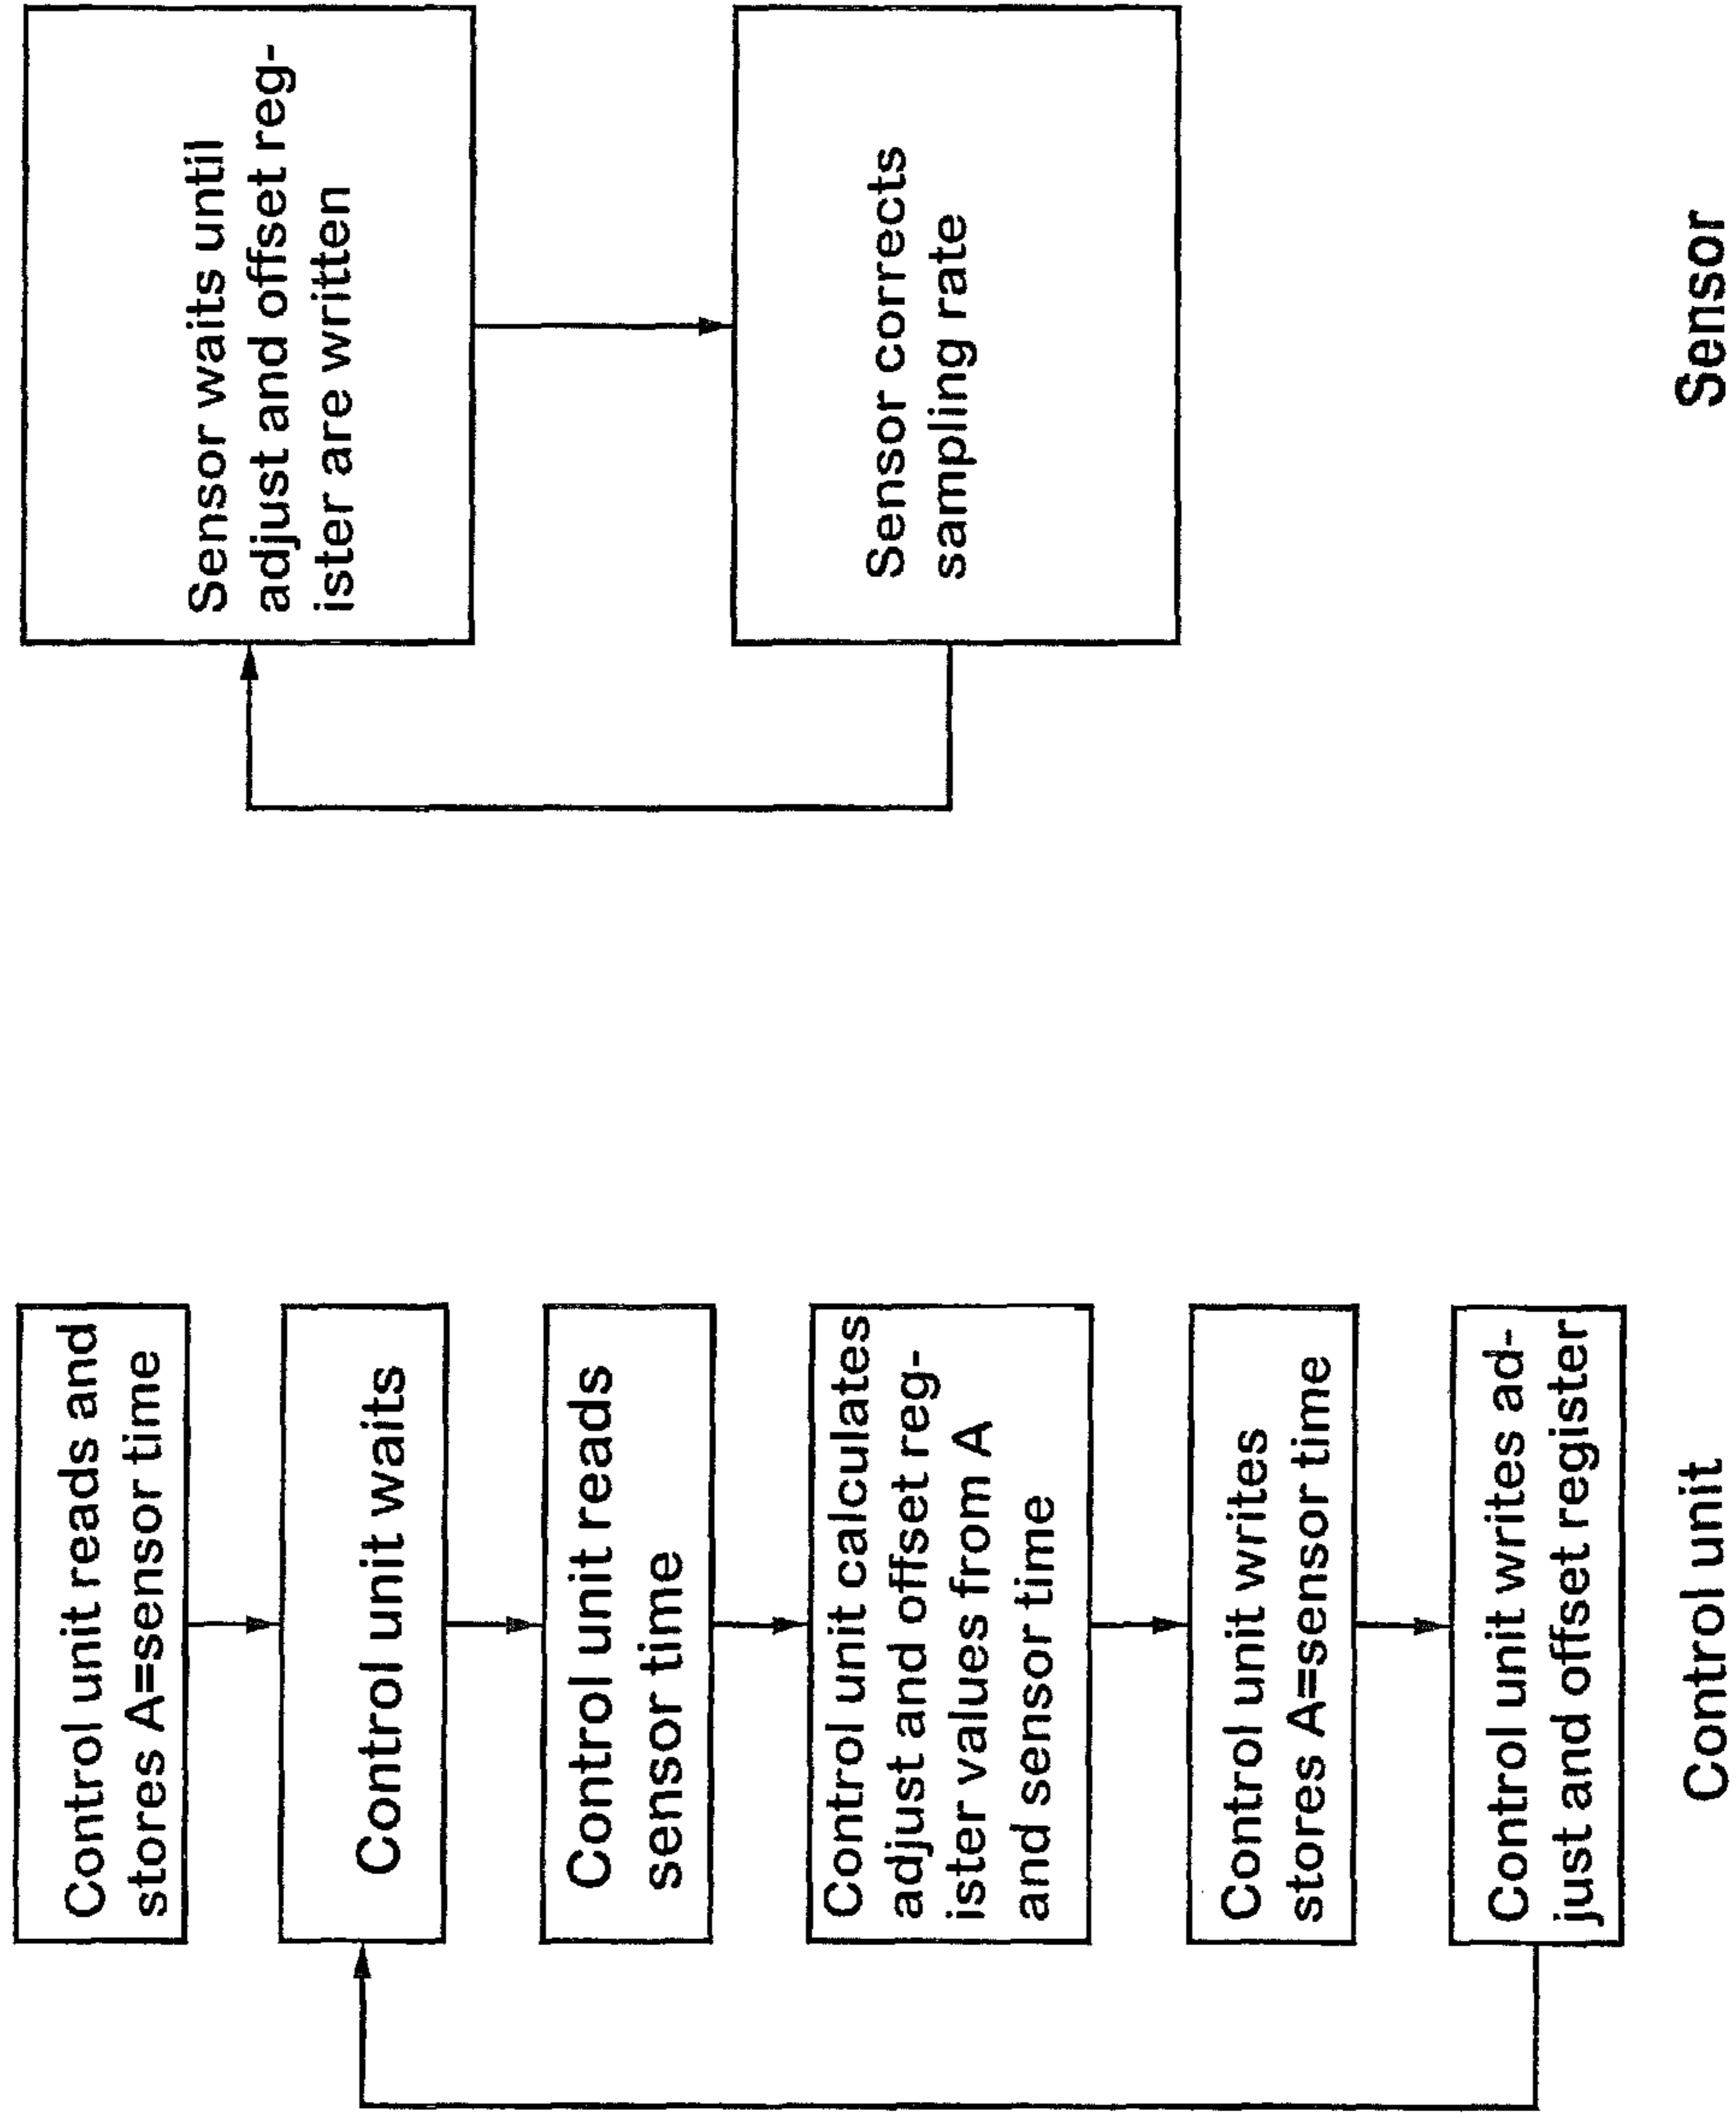 Control unit reads and
stores A=sensor time
Control unit waits
Control unit reads
sensor time
Control unit calculates
adjust and offset reg-
ister values from A
and sensor time
Control unit writes
stores A=sensor time
Control unit writes ad-
just and offset register
Control unit
Sensor waits until
adjust and offset reg-
ister are written
Sensor corrects
sampling rate
Sensor